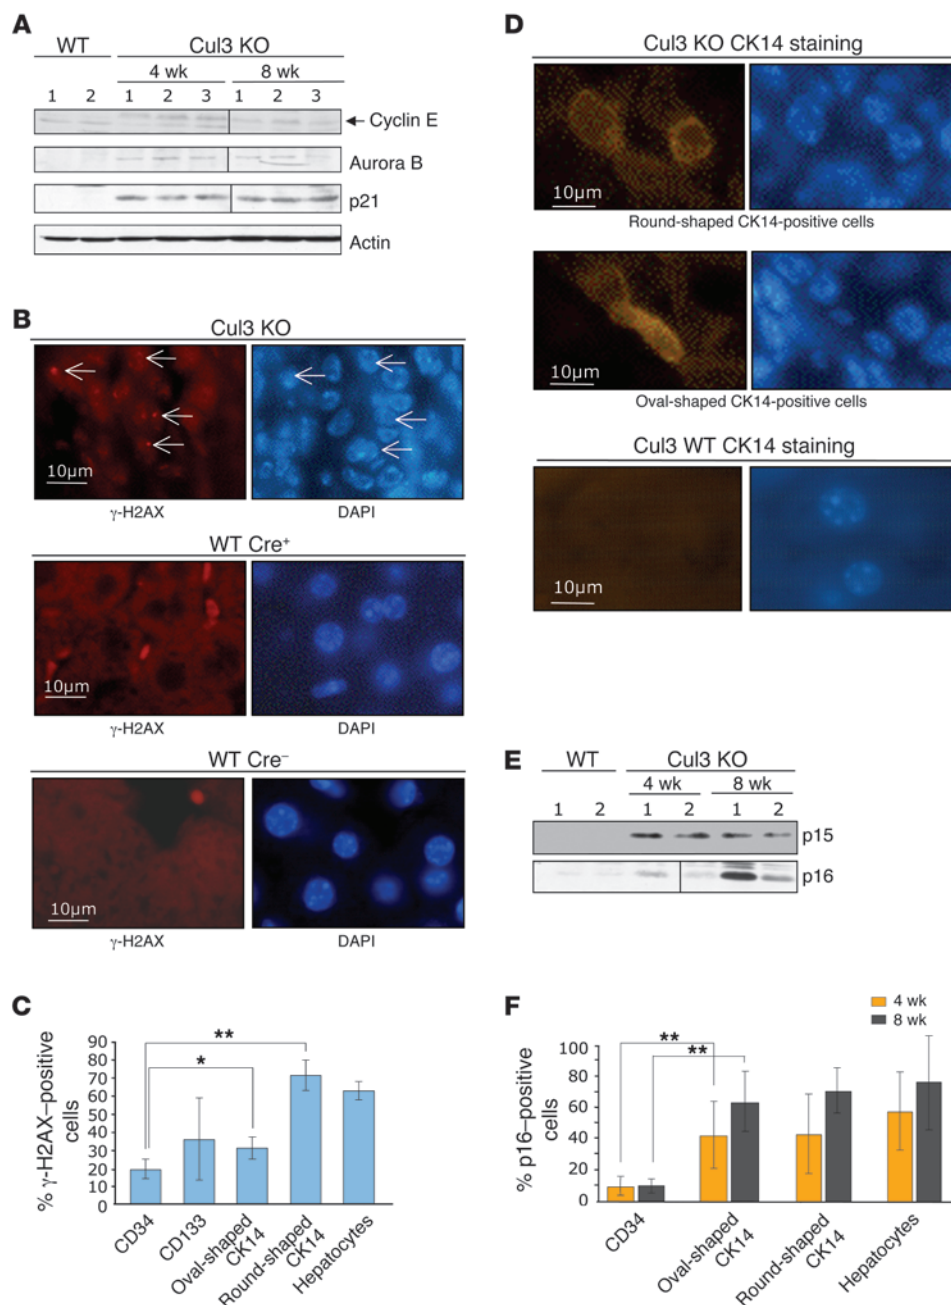 A
WT Cul3 KO
4 wk 8 wk
1 2 1 2 3 1 2 3
Cyclin E
Aurora B
p21
Actin
B
Cul3 KO
10µm
γ-H2AX DAPI
WT Cre+
10µm
γ-H2AX DAPI
WT Cre–
10µm
γ-H2AX DAPI
C
% γ-H2AX–positive
cells
90
80
70
60
50
40
30
20
10
0
**
*
CD34
CD133
Oval-shaped
CK14
Round-shaped
CK14
Hepatocytes
D
Cul3 KO CK14 staining
10µm
Round-shaped CK14-positive cells
10µm
Oval-shaped CK14-positive cells
Cul3 WT CK14 staining
10µm
E
WT Cul3 KO
4 wk 8 wk
1 2 1 2 1 2
p15
p16
F
4 wk
8 wk
% p16–positive
cells
100
80
60
40
20
0
**
**
CD34
Oval-shaped
CK14
Round-shaped
CK14
Hepatocytes